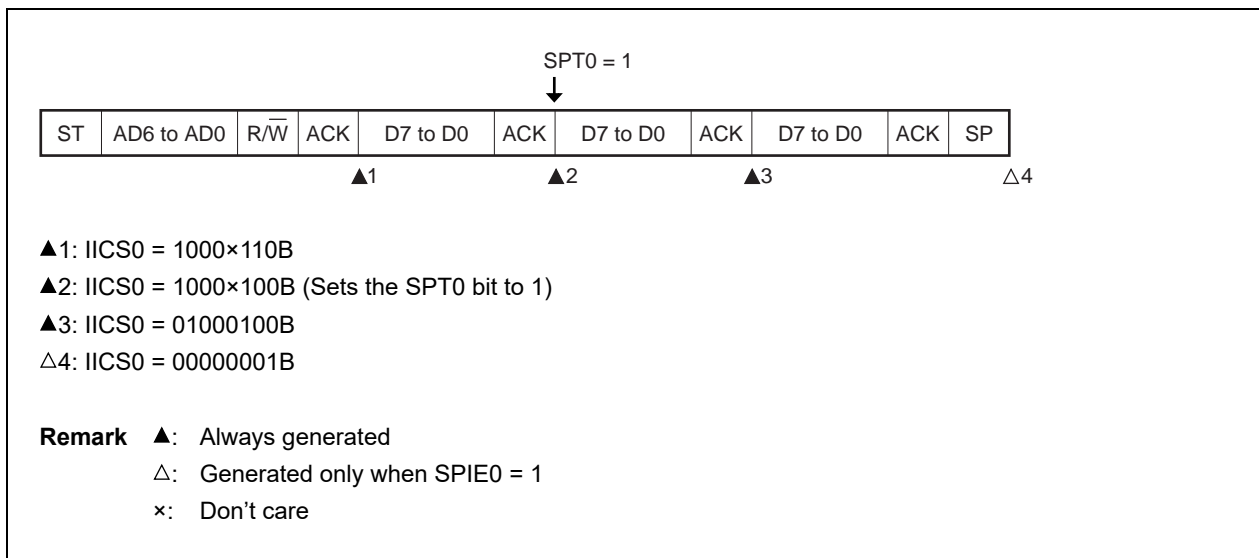 SPT0 = 1
ST AD6 to AD0 R/W̅ ACK D7 to D0 ACK D7 to D0 ACK D7 to D0 ACK SP
▲1 ▲2 ▲3 △4
▲1: IICS0 = 1000×110B
▲2: IICS0 = 1000×100B (Sets the SPT0 bit to 1)
▲3: IICS0 = 01000100B
△4: IICS0 = 00000001B
Remark ▲: Always generated
△: Generated only when SPIE0 = 1
×: Don't care